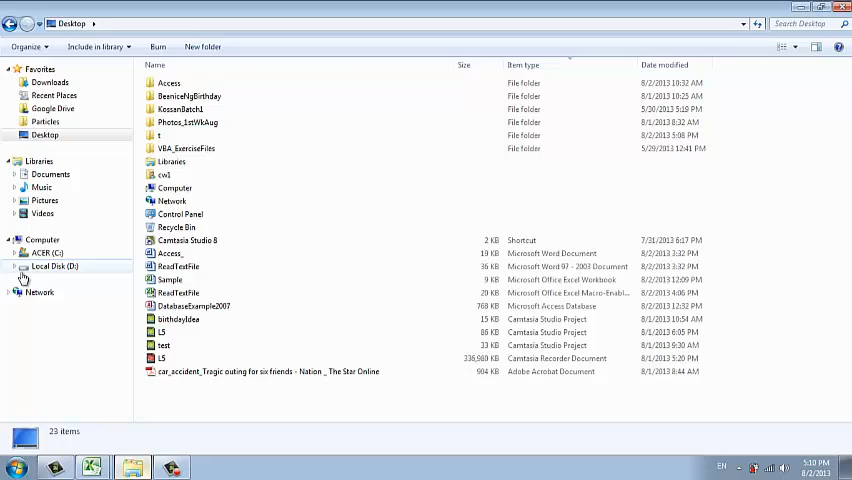 Desktop
Search Desktop
Organize Include in library Burn New folder
Name Size Item type Date modified
Favorites
Downloads
Recent Places
Google Drive
Particles
Desktop
Libraries
Documents
Music
Pictures
Videos
Computer
ACER (C:)
Local Disk (D:)
Network
Access File folder 8/2/2013 10:32 AM
BeaniceNgBirthday File folder 8/1/2013 10:25 AM
KossanBatch1 File folder 5/30/2013 5:19 PM
Photos_1stWkAug File folder 8/1/2013 8:32 AM
t File folder 8/2/2013 5:08 PM
VBA_ExerciseFiles File folder 5/29/2013 12:41 PM
Libraries
cw1
Computer
Network
Control Panel
Recycle Bin
Camtasia Studio 8 2 KB Shortcut 7/31/2013 6:17 PM
Access_ 19 KB Microsoft Word Document 8/2/2013 3:32 PM
ReadTextFile 36 KB Microsoft Word 97 - 2003 Document 8/2/2013 3:32 PM
Sample 9 KB Microsoft Office Excel Workbook 8/2/2013 12:09 PM
ReadTextFile 20 KB Microsoft Office Excel Macro-Enabl... 8/2/2013 4:06 PM
DatabaseExample2007 768 KB Microsoft Access Database 8/2/2013 3:32 PM
birthdayIdea 15 KB Camtasia Studio Project 8/1/2013 10:54 AM
L5 86 KB Camtasia Studio Project 8/1/2013 6:05 PM
test 33 KB Camtasia Studio Project 8/1/2013 9:30 AM
L5 336,980 KB Camtasia Recorder Document 8/1/2013 5:20 PM
car_accident_Tragic outing for six friends - Nation _ The Star Online 904 KB Adobe Acrobat Document 8/1/2013 8:44 AM
23 items
EN
5:10 PM
8/2/2013